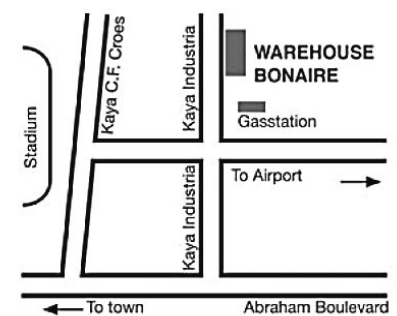 Kaya C.F. Croes
Kaya Industria
WAREHOUSE
BONAIRE
Gasstation
Stadium
To Airport
Kaya Industria
To town
Abraham Boulevard